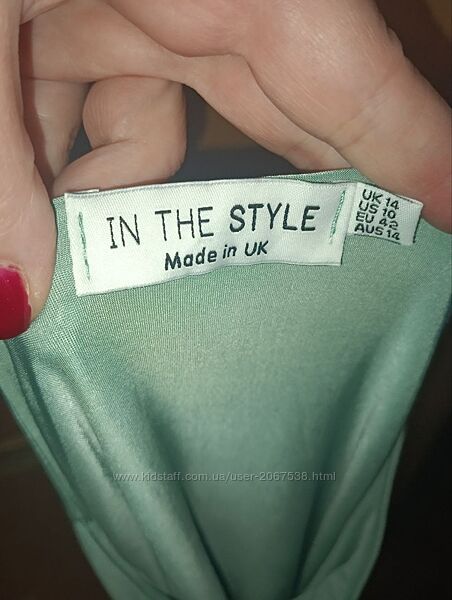 IN THE STYLE
Made in UK
UK 14
US 10
EU 42
AUS 14
www.kidstaff.com.ua/user-2067538.html